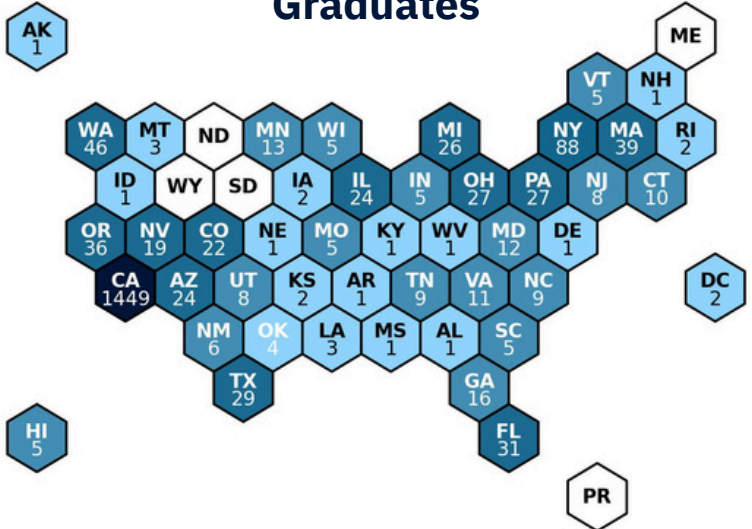 Graduates
AK
1
ME
VT
5
NH
1
WA
46
MT
3
ND
MN
13
WI
5
MI
26
NY
88
MA
39
RI
2
ID
1
WY
SD
IA
2
IL
24
IN
5
OH
27
PA
27
NJ
8
CT
10
OR
36
NV
19
CO
22
NE
1
MO
5
KY
1
WV
1
MD
12
DE
1
CA
1449
AZ
24
UT
8
KS
2
AR
1
TN
9
VA
11
NC
9
DC
2
NM
6
OK
4
LA
3
MS
1
AL
1
SC
5
TX
29
GA
16
HI
5
FL
31
PR